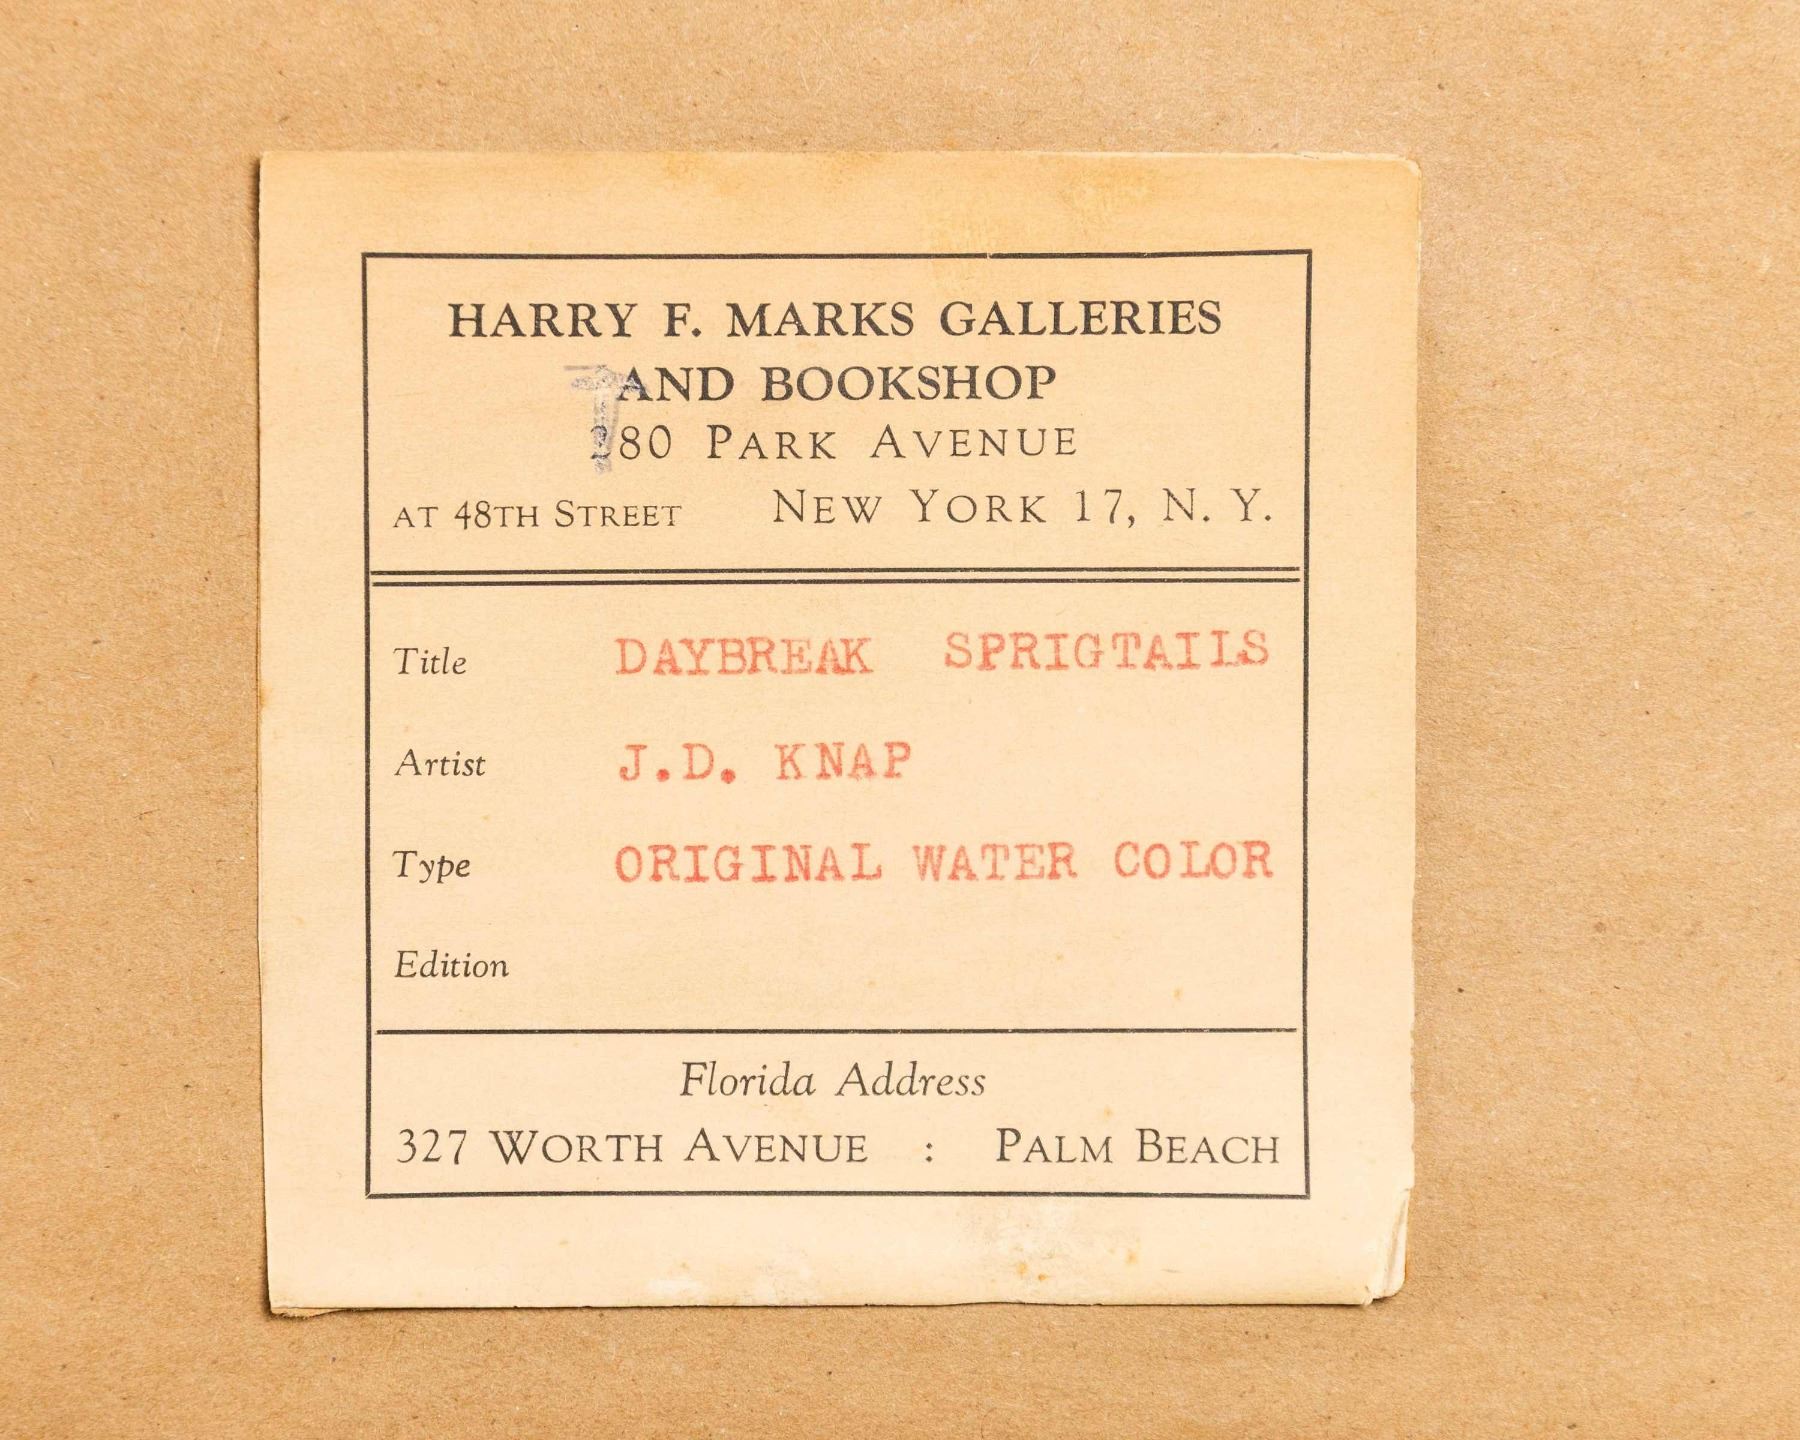 HARRY F. MARKS GALLERIES
AND BOOKSHOP
280 PARK AVENUE
AT 48TH STREET NEW YORK 17, N. Y.
Title DAYBREAK SPRIGTAILS
Artist J.D. KNAP
Type ORIGINAL WATER COLOR
Edition
Florida Address
327 WORTH AVENUE : PALM BEACH